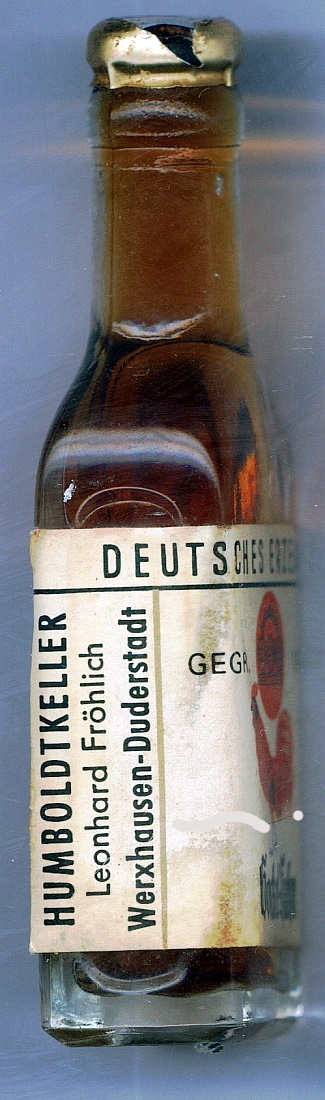 DEUTSCHES
HUMBOLDTKELLER
Leonhard Fröhlich
Werxhausen-Duderstadt
GEGR.